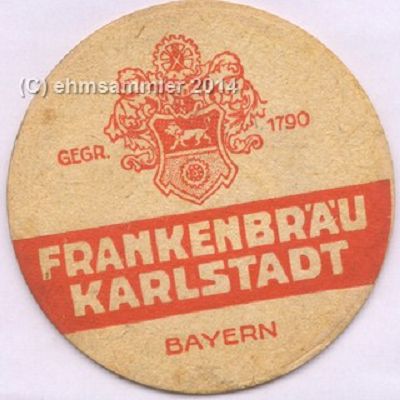 (C) ehmsammler 2014
GEGR. 1790
FRANKENBRÄU
KARLSTADT
BAYERN